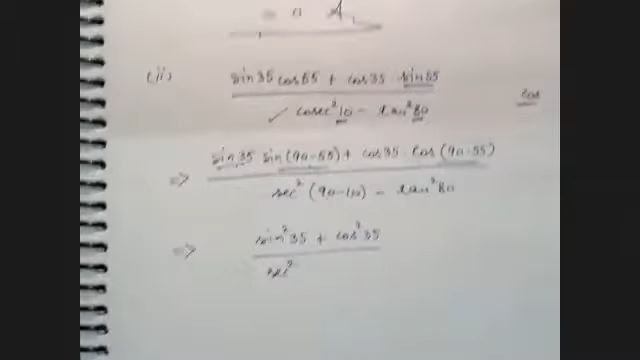 (ii) sin35 cos55 + cos35 sin55
cosec²10 - tan²80
cos
=> sin35 sin(90-55) + cos35 cos(90-55)
sec²(90-10) - tan²80
=> sin²35 + cos²35
sec²